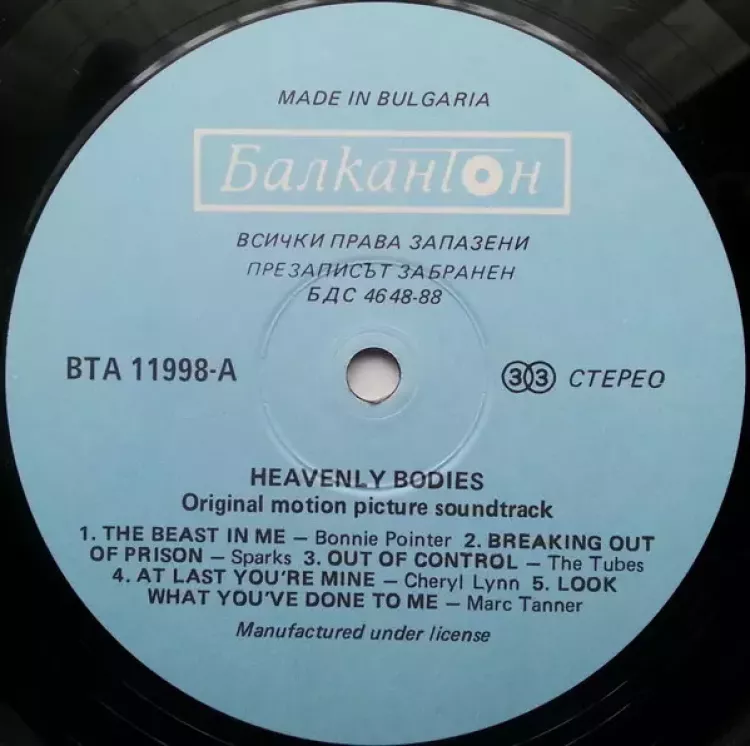 MADE IN BULGARIA
Балкантон
ВСИЧКИ ПРАВА ЗАПАЗЕНИ
ПРЕЗАПИСЪТ ЗАБРАНЕН
БДС 4648-88
ВТА 11998-А
33 СТЕРЕО
HEAVENLY BODIES
Original motion picture soundtrack
1. THE BEAST IN ME – Bonnie Pointer 2. BREAKING OUT
OF PRISON – Sparks 3. OUT OF CONTROL – The Tubes
4. AT LAST YOU'RE MINE – Cheryl Lynn 5. LOOK
WHAT YOU'VE DONE TO ME – Marc Tanner
Manufactured under license